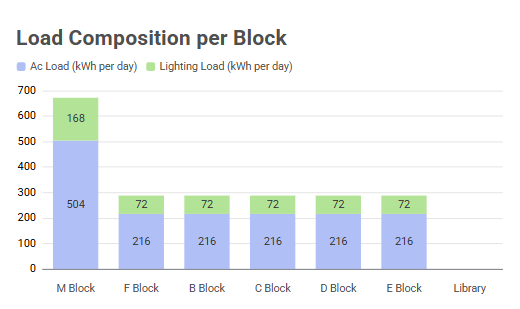 Load Composition per Block
Ac Load (kWh per day) Lighting Load (kWh per day)
700
600
500
400
300
200
100
0
168
504
72 72 72 72 72
216 216 216 216 216
M Block F Block B Block C Block D Block E Block Library